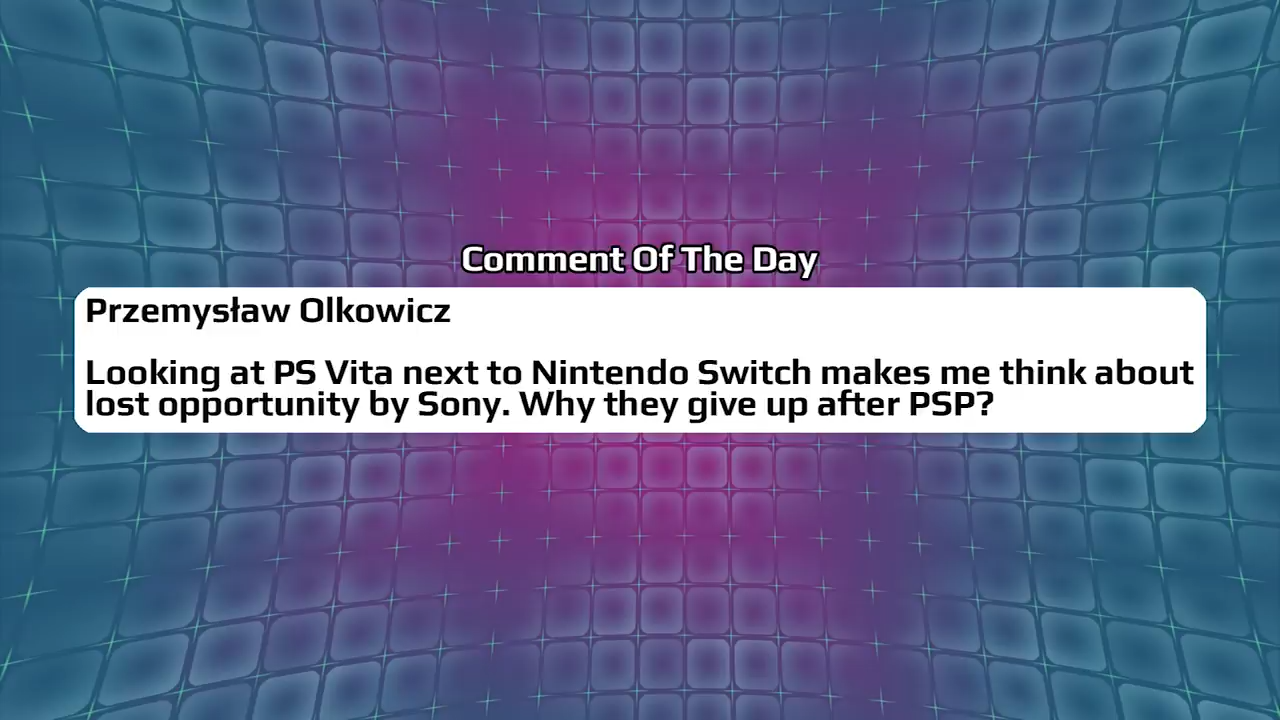 Comment Of The Day
Przemysław Olkowicz
Looking at PS Vita next to Nintendo Switch makes me think about
lost opportunity by Sony. Why they give up after PSP?